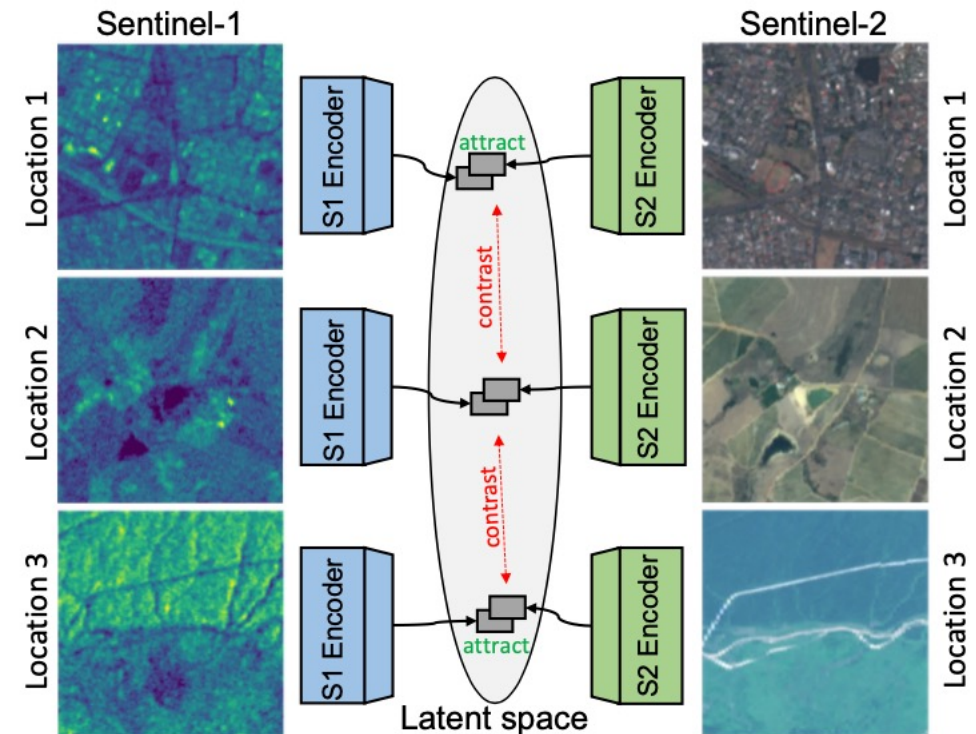 Sentinel-1
Sentinel-2
Location 1
S1 Encoder
attract
S2 Encoder
Location 1
contrast
Location 2
S1 Encoder
S2 Encoder
Location 2
contrast
Location 3
S1 Encoder
attract
S2 Encoder
Location 3
Latent space